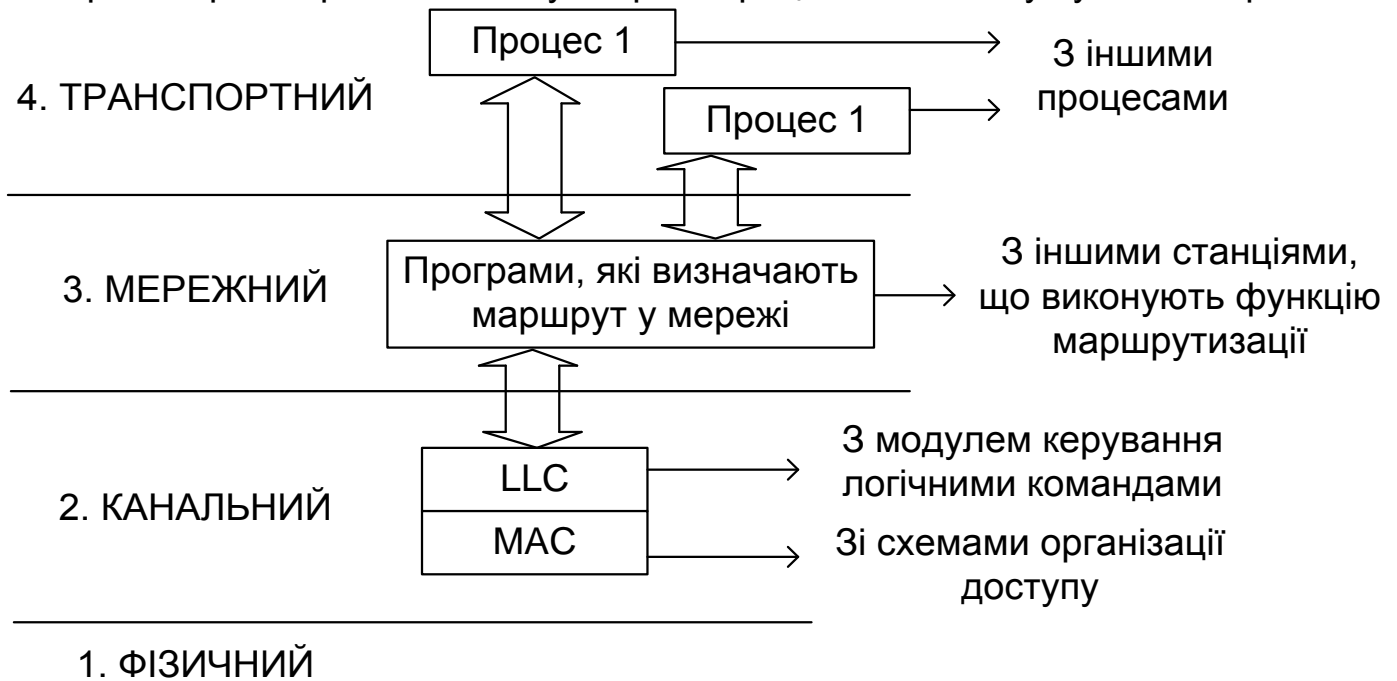 Процес 1
З іншими
процесами
4. ТРАНСПОРТНИЙ
Процес 1
3. МЕРЕЖНИЙ
Програми, які визначають
маршрут у мережі
З іншими станціями,
що виконують функцію
маршрутизації
2. КАНАЛЬНИЙ
LLC
MAC
З модулем керування
логічними командами
Зі схемами організації
доступу
1. ФІЗИЧНИЙ